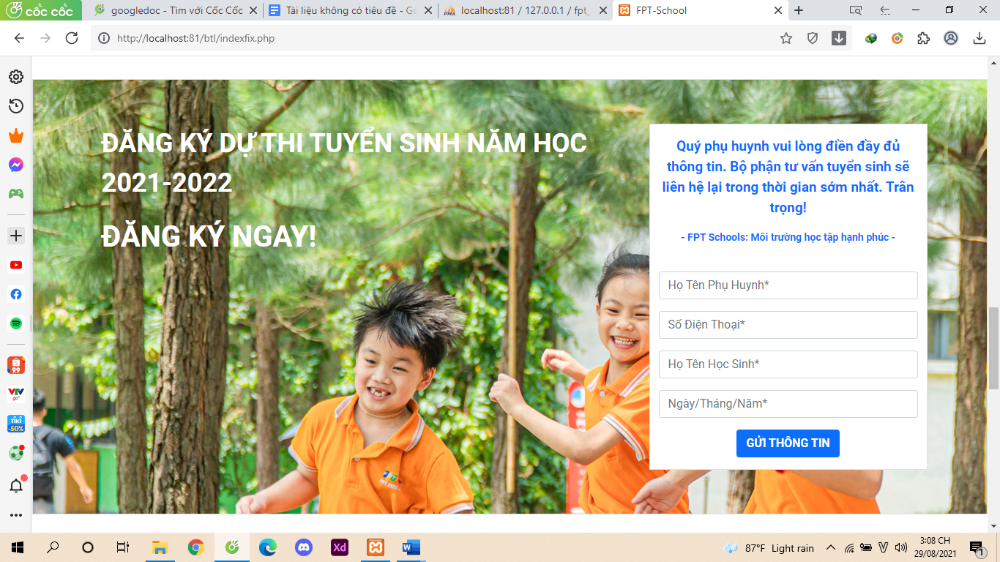 cốc cốc
googledoc - Tìm với Cốc Cốc
Tài liệu không có tiêu đề - Go
localhost:81 / 127.0.0.1 / fpt_
FPT-School
http://localhost:81/btl/indexfix.php
ĐĂNG KÝ DỰ THI TUYỂN SINH NĂM HỌC
2021-2022
ĐĂNG KÝ NGAY!
Quý phụ huynh vui lòng điền đầy đủ
thông tin. Bộ phận tư vấn tuyển sinh sẽ
liên hệ lại trong thời gian sớm nhất. Trân
trọng!
- FPT Schools: Môi trường học tập hạnh phúc -
Họ Tên Phụ Huynh*
Số Điện Thoại*
Họ Tên Học Sinh*
Ngày/Tháng/Năm*
GỬI THÔNG TIN
99
VTV
go
TIKI
-50%
Xd
W
87°F Light rain
3:08 CH
29/08/2021
1